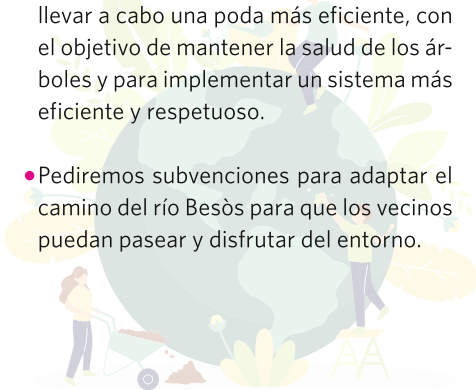 llevar a cabo una poda más eficiente, con
el objetivo de mantener la salud de los ár-
boles y para implementar un sistema más
eficiente y respetuoso.
•Pediremos subvenciones para adaptar el
camino del río Besòs para que los vecinos
puedan pasear y disfrutar del entorno.